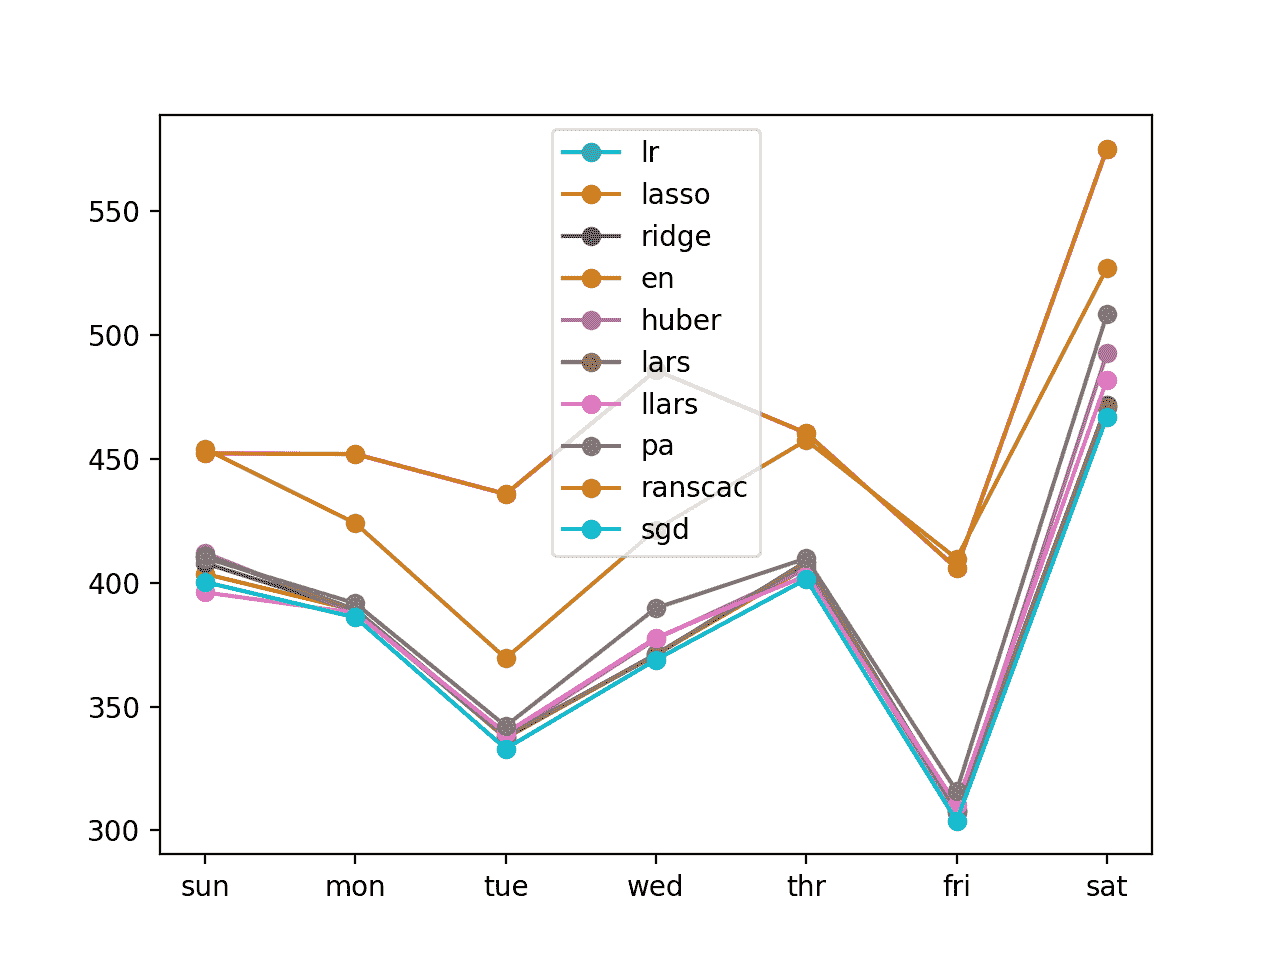 lr
lasso
ridge
en
huber
lars
llars
pa
ranscac
sgd
550
500
450
400
350
300
sun mon tue wed thr fri sat